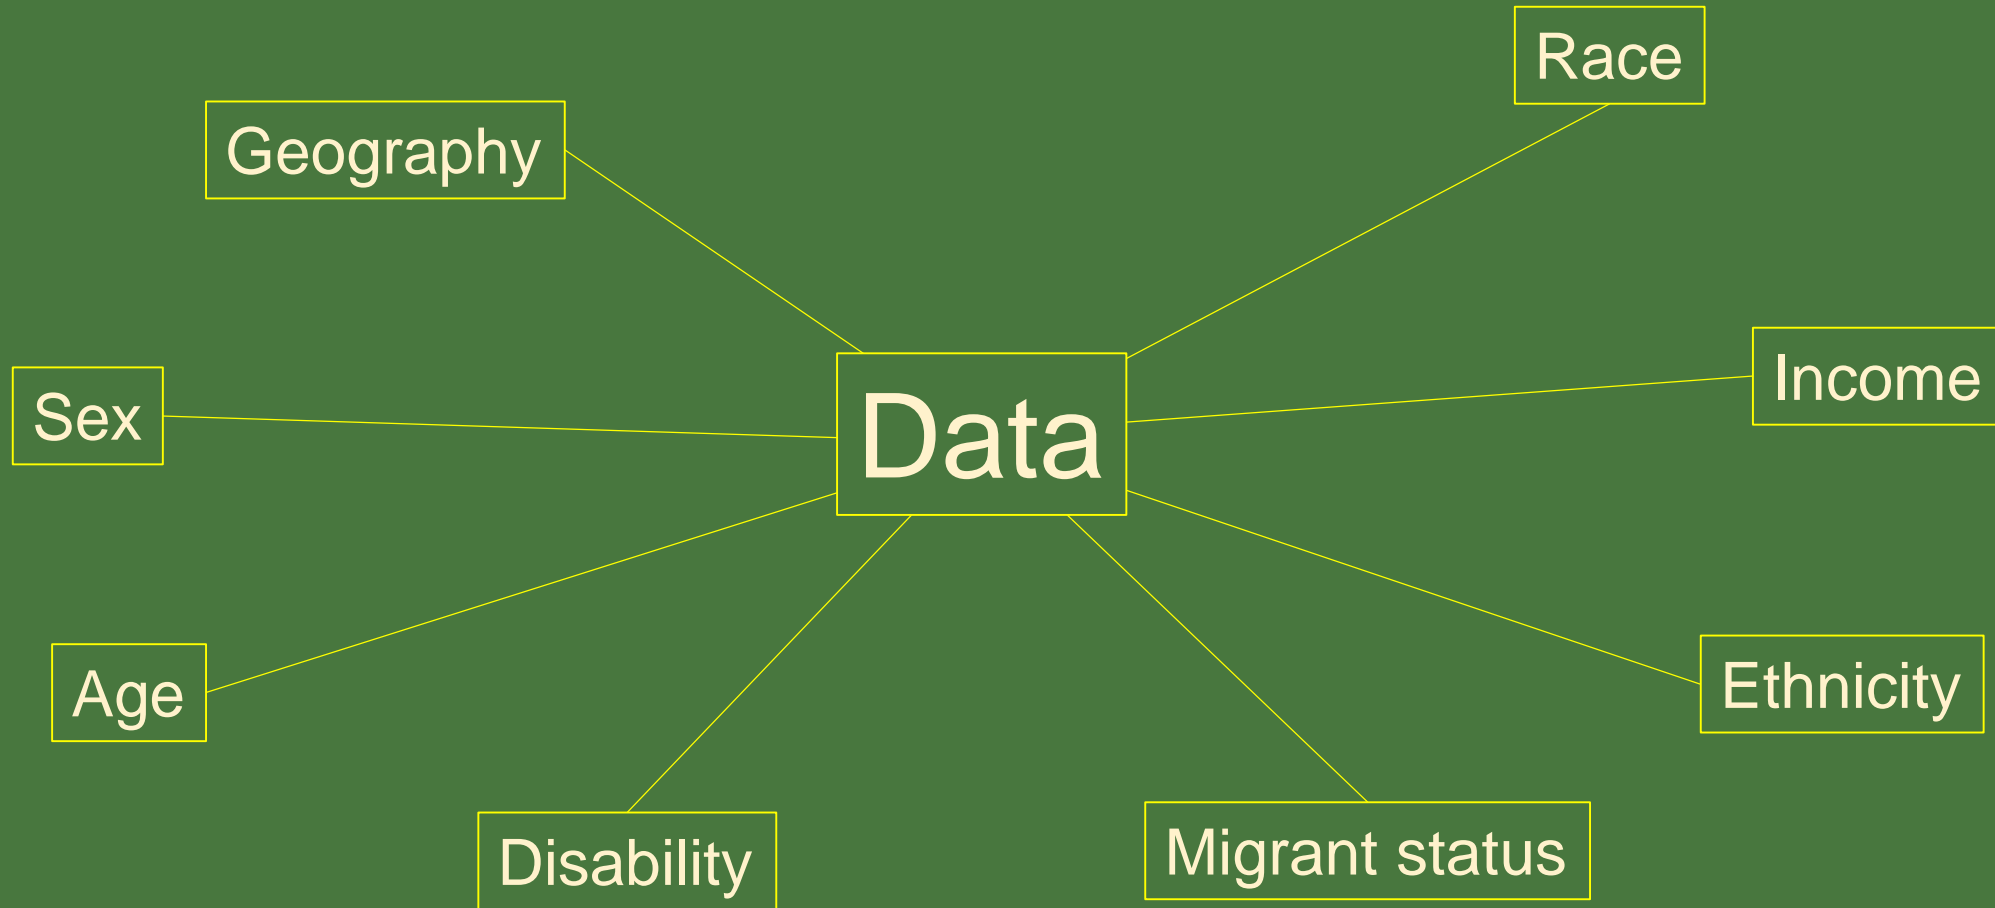 Race
Geography
Income
Sex
Data
Ethnicity
Age
Migrant status
Disability